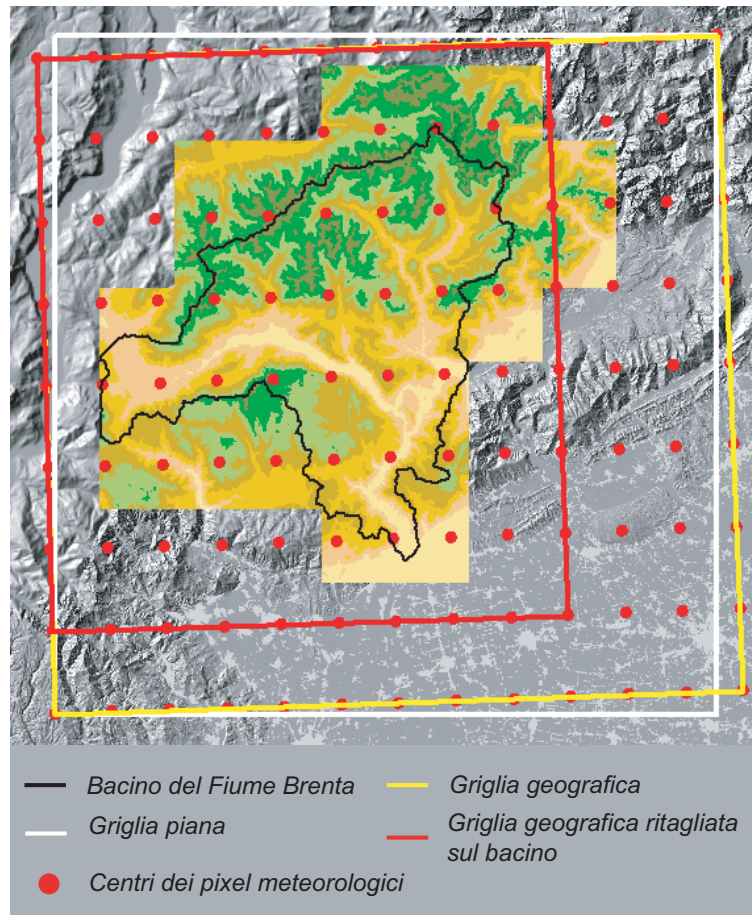 Bacino del Fiume Brenta
Griglia geografica
Griglia piana
Griglia geografica ritagliata
sul bacino
Centri dei pixel meteorologici